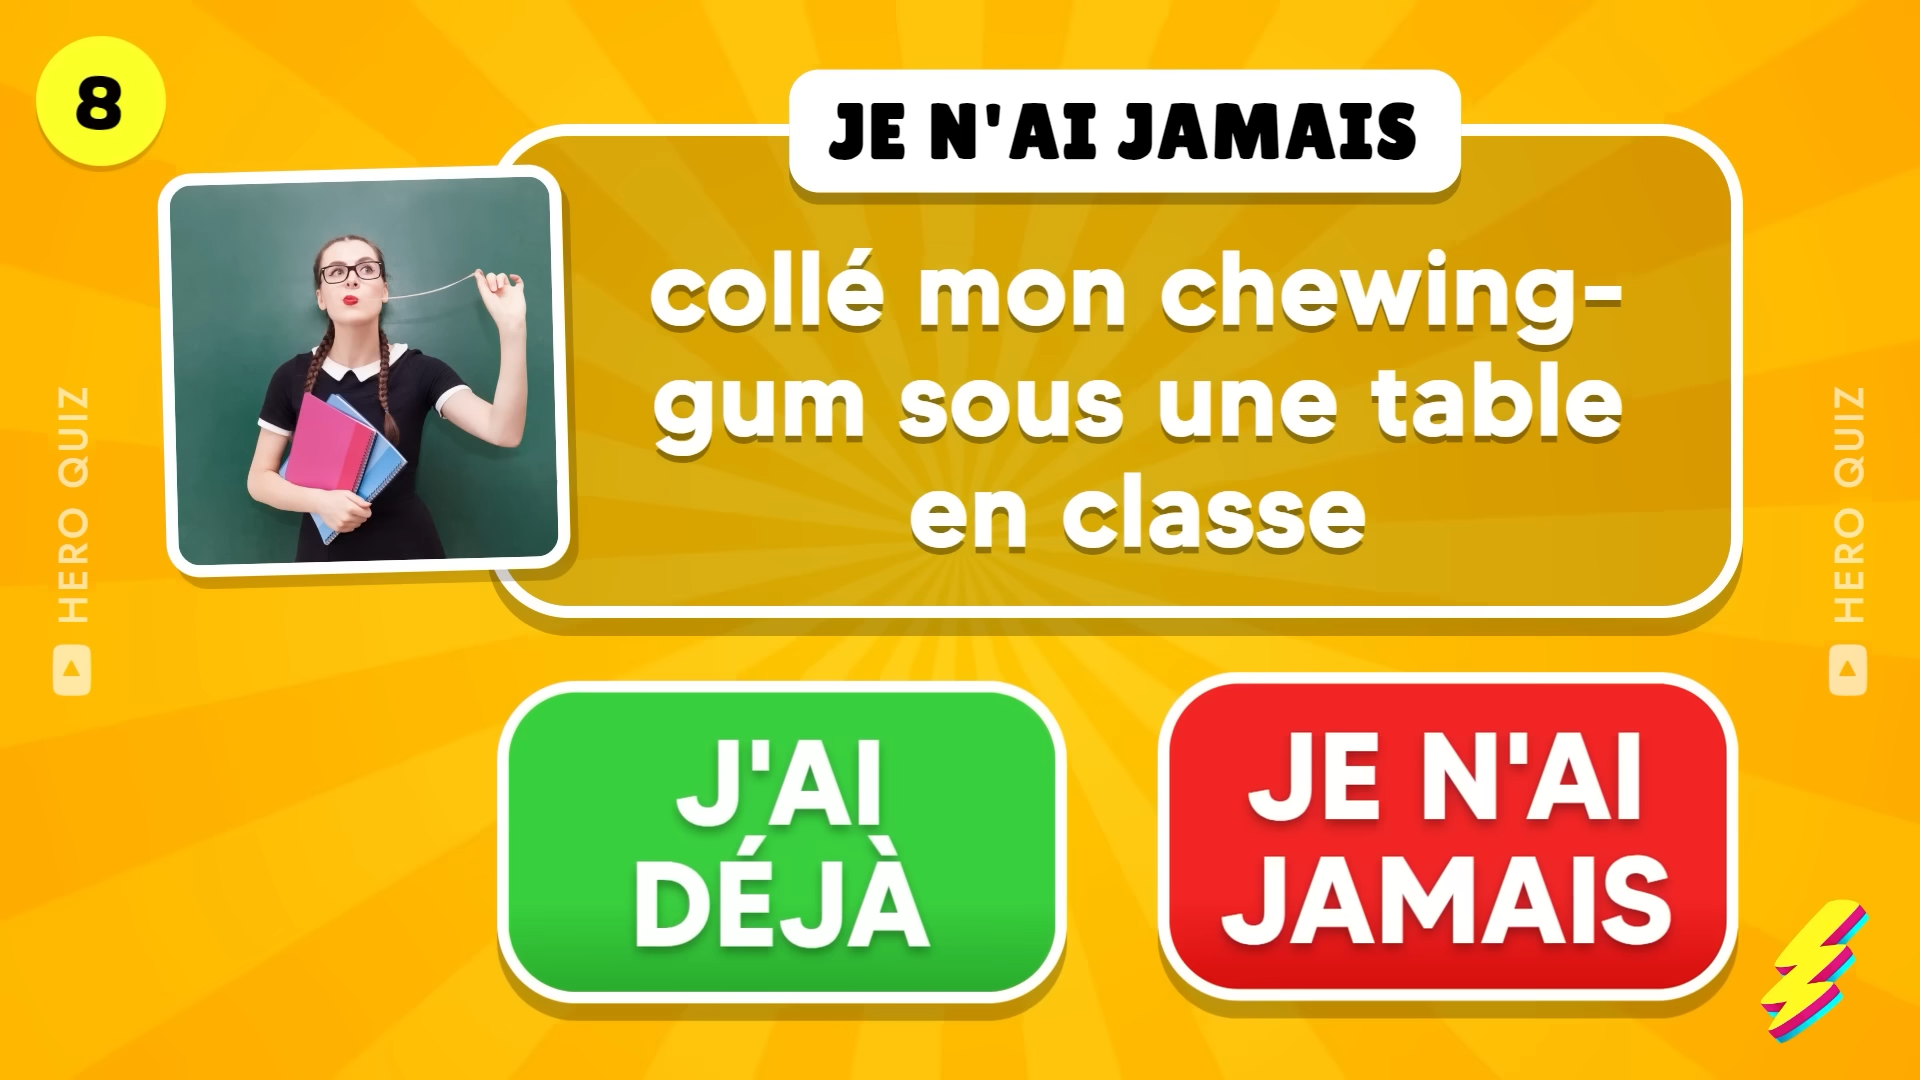 8
JE N'AI JAMAIS
collé mon chewing-
gum sous une table
en classe
J'AI
DÉJÀ
JE N'AI
JAMAIS
HERO QUIZ
HERO QUIZ